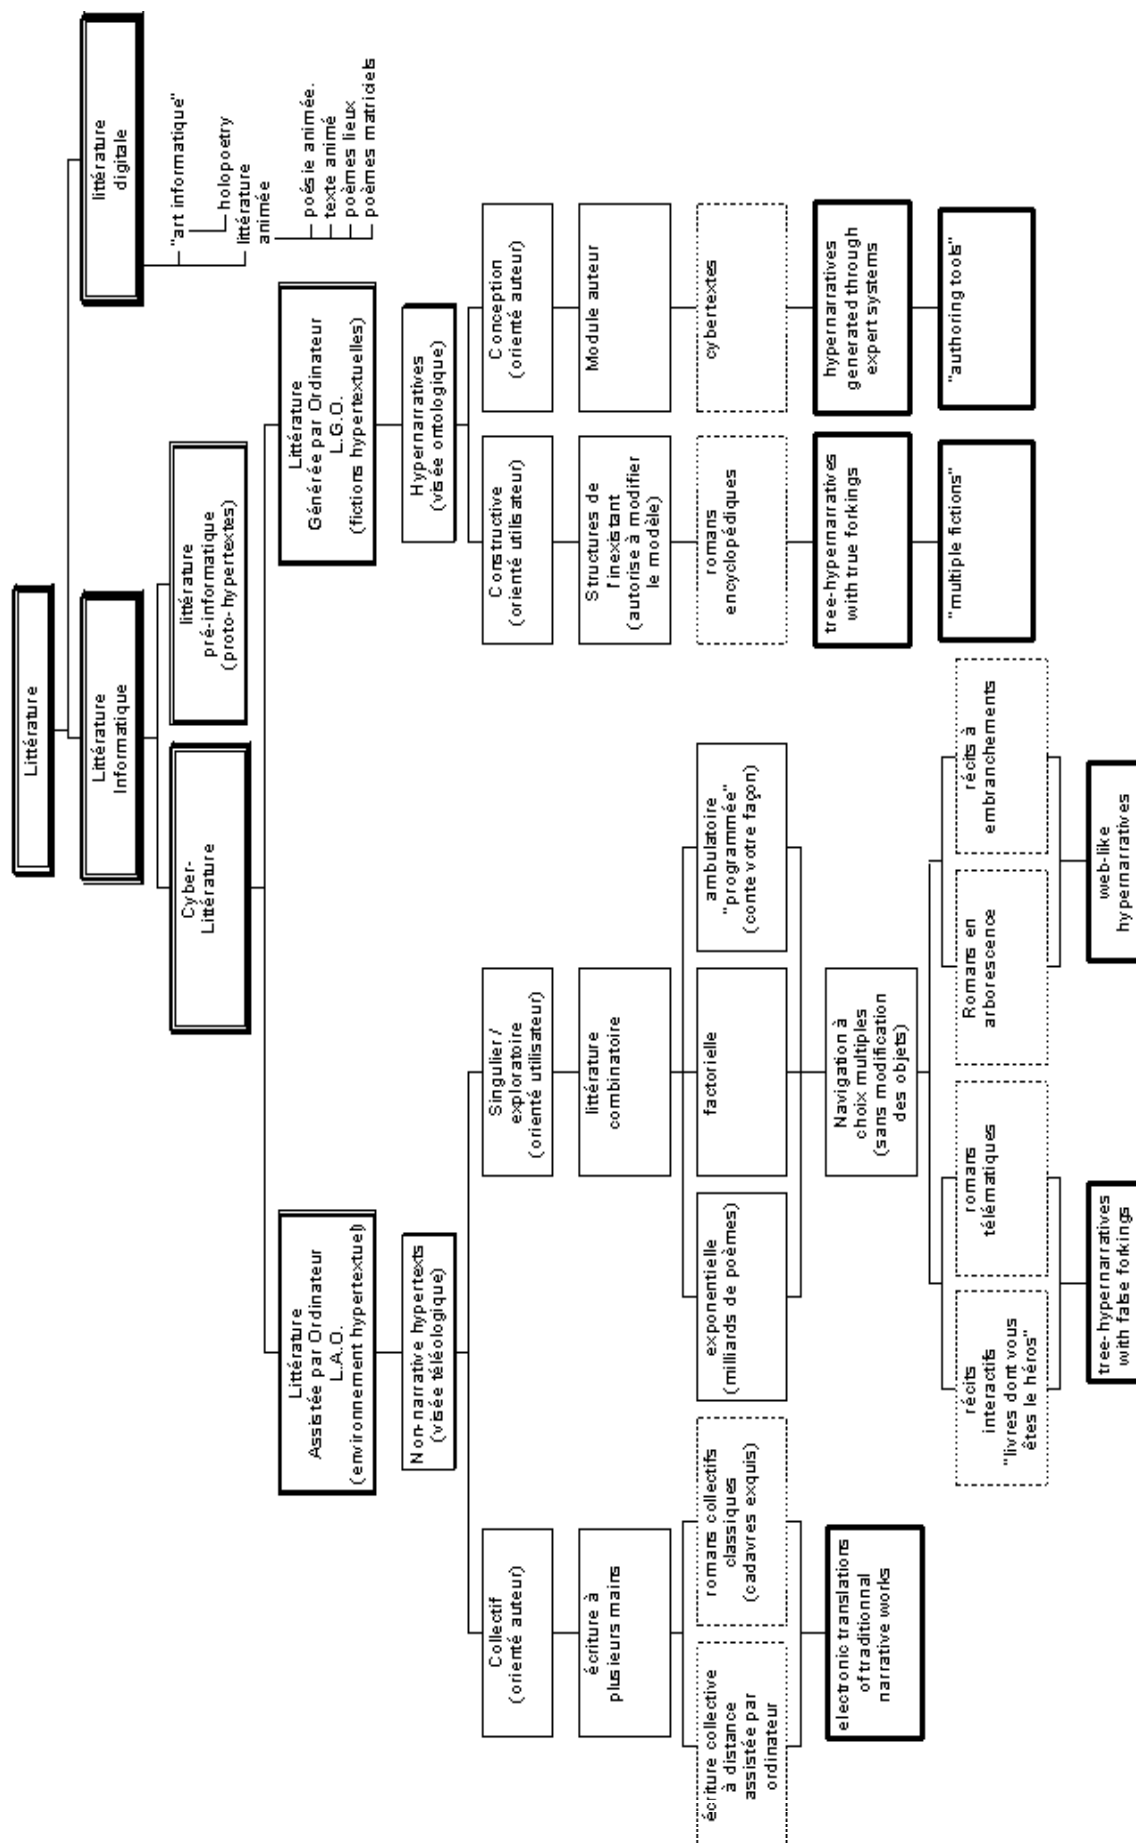 Littérature
Littérature
Informatique
littérature
digitale
"art informatique"
holopoetry
littérature
animée
poésie animée.
texte animé
poèmes lieux
poèmes matriciels
Cyber-
Littérature
littérature
pré-informatique
(proto-hypertextes)
Littérature
Assistée par Ordinateur
L.A.O.
(environnement hypertextuel)
Littérature
Générée par Ordinateur
L.G.O.
(fictions hypertextuelles)
Non-narrative hypertexts
(visée téléologique)
Hypernarratives
(visée ontologique)
Collectif
(orienté auteur)
Singulier /
exploratoire
(orienté utilisateur)
Constructive
(orienté utilisateur)
Conception
(orienté auteur)
écriture à
plusieurs mains
littérature
combinatoire
Structures de
l'inexistant
(autorise à modifier
le modèle)
Module auteur
écriture collective
à distance
assistée par
ordinateur
romans collectifs
classiques
(cadavres exquis)
exponentielle
(milliards de poèmes)
factorielle
ambulatoire
"programmée"
(conte votre façon)
romans
encyclopédiques
cybertextes
electronic translations
of traditionnal
narrative works
Navigation à
choix multiples
(sans modification
des objets)
tree-hypernarratives
with true forkings
hypernarratives
generated through
expert systems
récits
interactifs
"livres dont vous
êtes le héros"
romans
télématiques
Romans en
arborescence
récits à
embranchements
"multiple fictions"
"authoring tools"
tree-hypernarratives
with false forkings
web-like
hypernarratives